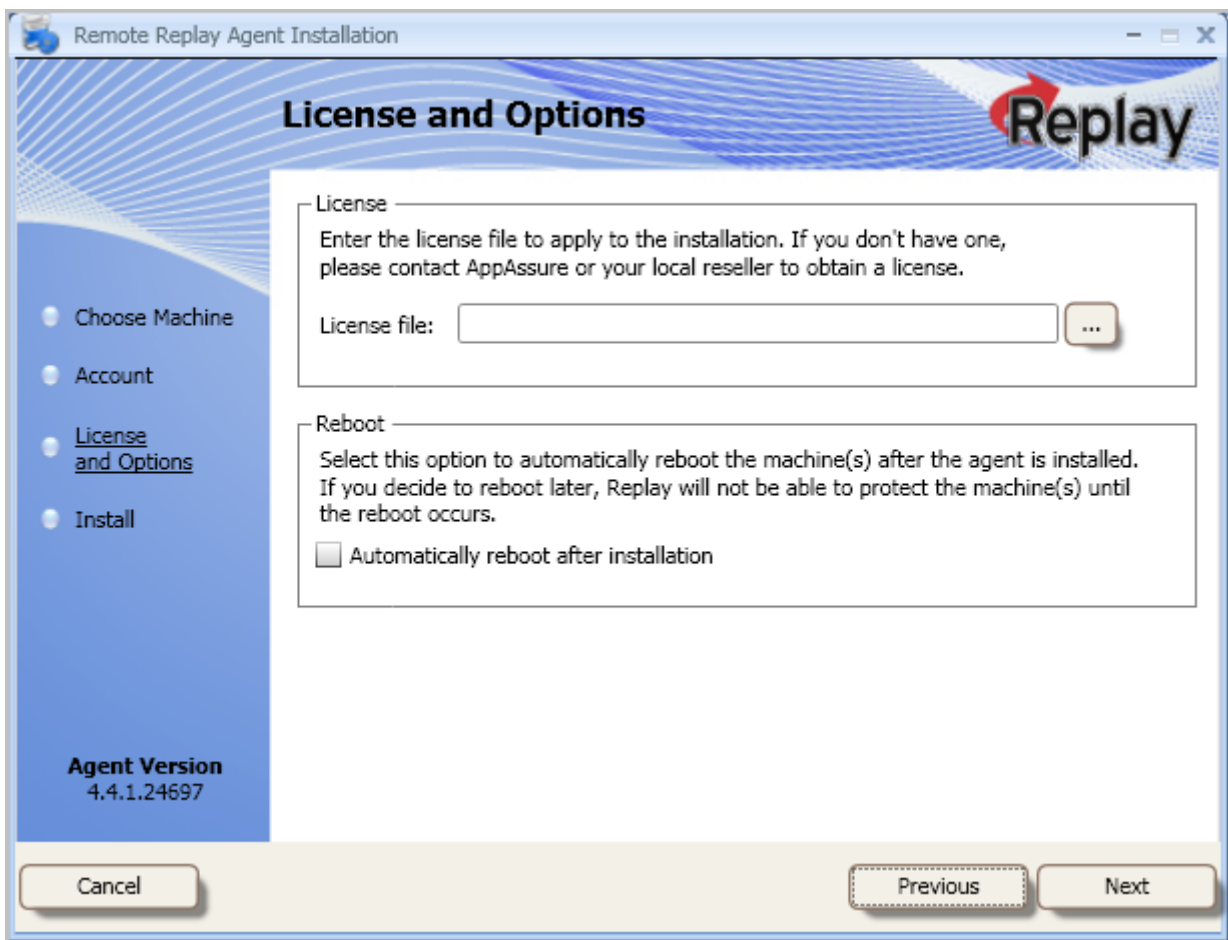 Remote Replay Agent Installation
License and Options
Replay
Choose Machine
Account
License
and Options
Install
Agent Version
4.4.1.24697
License
Enter the license file to apply to the installation. If you don't have one,
please contact AppAssure or your local reseller to obtain a license.
License file:
...
Reboot
Select this option to automatically reboot the machine(s) after the agent is installed.
If you decide to reboot later, Replay will not be able to protect the machine(s) until
the reboot occurs.
Automatically reboot after installation
Cancel
Previous
Next